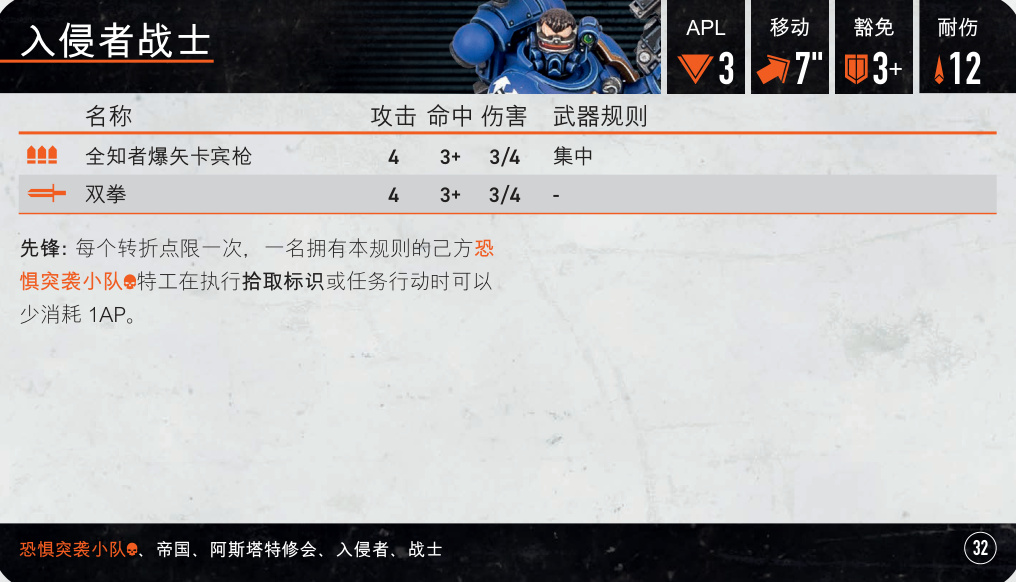 入侵者战士
APL 移动 豁免 耐伤
3 7" 3+ 12
名称 攻击 命中 伤害 武器规则
全知者爆矢卡宾枪 4 3+ 3/4 集中
双拳 4 3+ 3/4 -
先锋: 每个转折点限一次，一名拥有本规则的己方恐
惧突袭小队特工在执行拾取标识或任务行动时可以
少消耗 1AP。
恐惧突袭小队、帝国、阿斯塔特修会、入侵者、战士
32